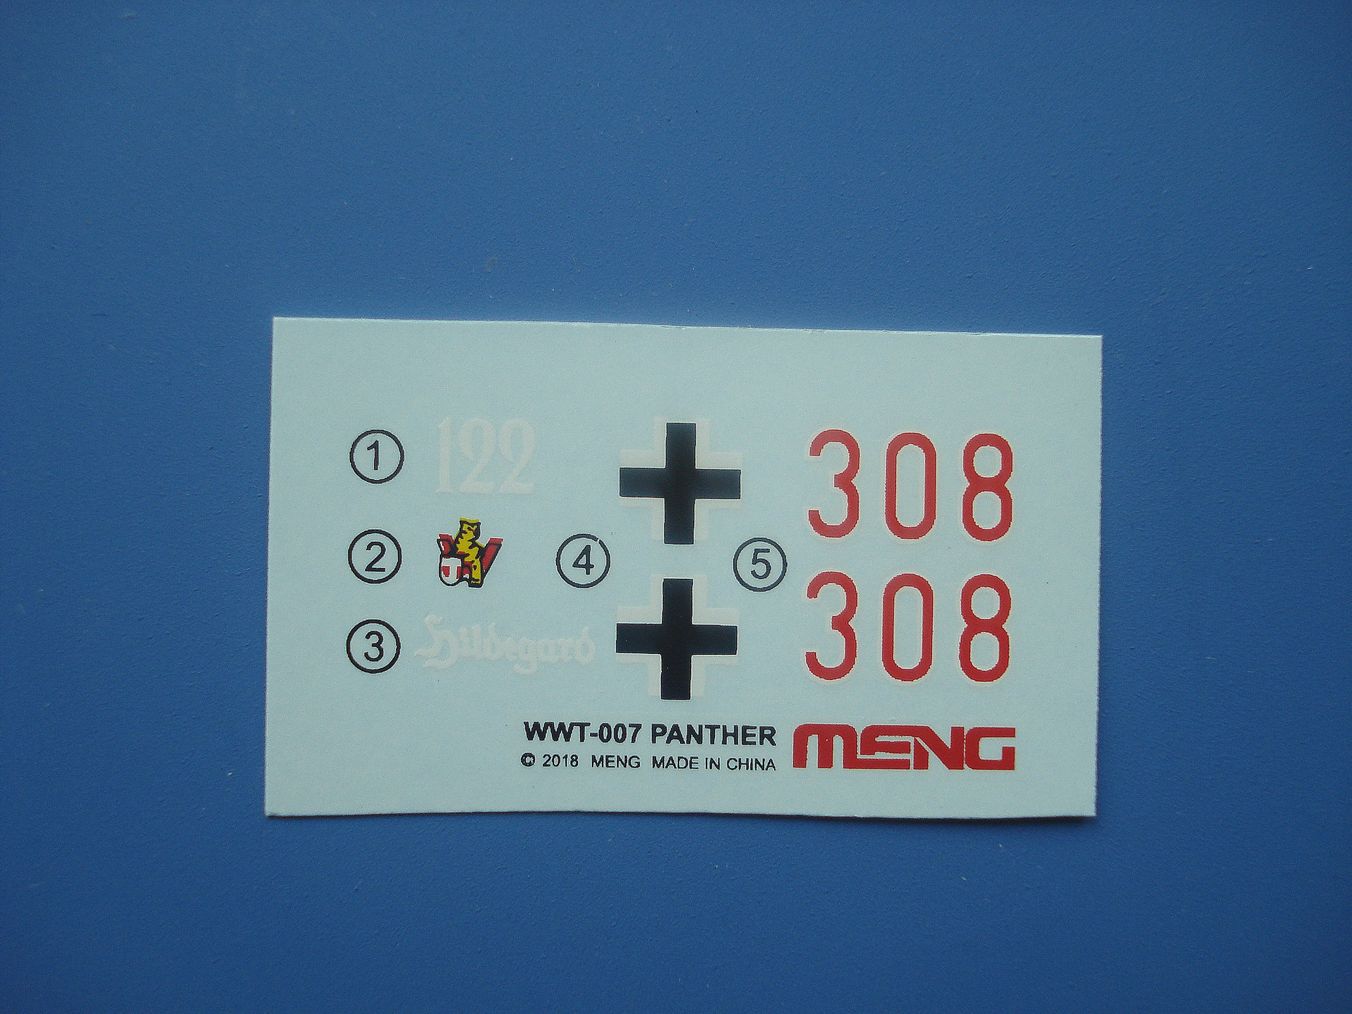 ① 122
②
③ Hildegard
④
⑤ 308
308
WWT-007 PANTHER
© 2018 MENG MADE IN CHINA
MENG